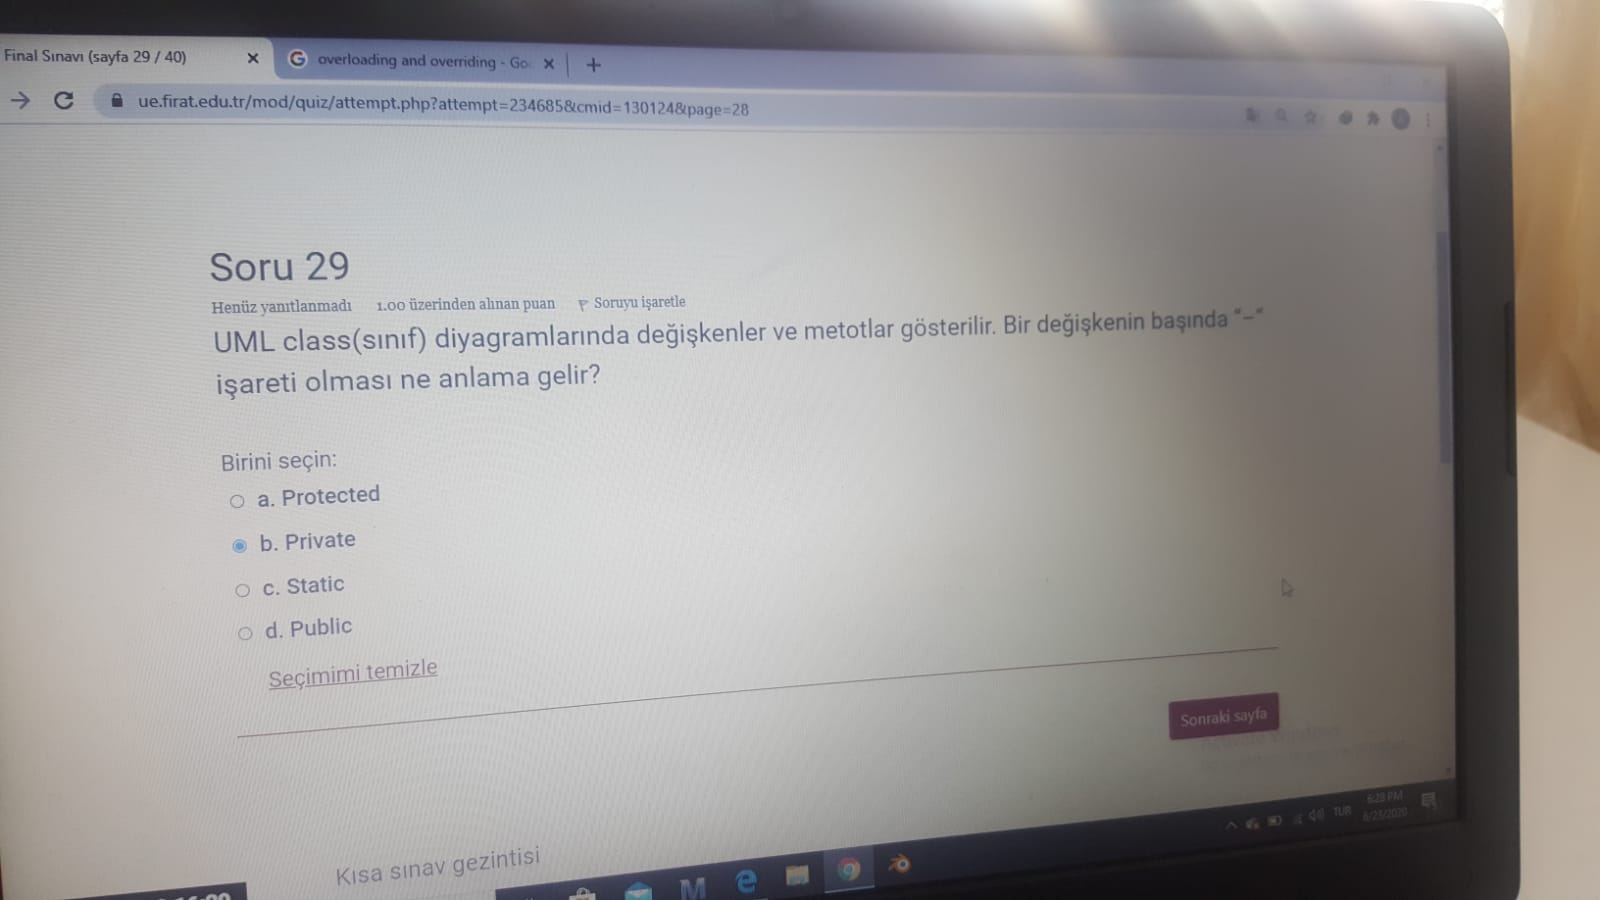 Final Sınavı (sayfa 29 / 40)
overloading and overriding - Go
ue.firat.edu.tr/mod/quiz/attempt.php?attempt=234685&cmid=130124&page=28
Soru 29
Henüz yanıtlanmadı 1.00 üzerinden alınan puan Soruyu işaretle
UML class(sınıf) diyagramlarında değişkenler ve metotlar gösterilir. Bir değişkenin başında “–“
işareti olması ne anlama gelir?
Birini seçin:
a. Protected
b. Private
c. Static
d. Public
Seçimimi temizle
Sonraki sayfa
Kısa sınav gezintisi
TUR
6:28 PM
6/23/2020